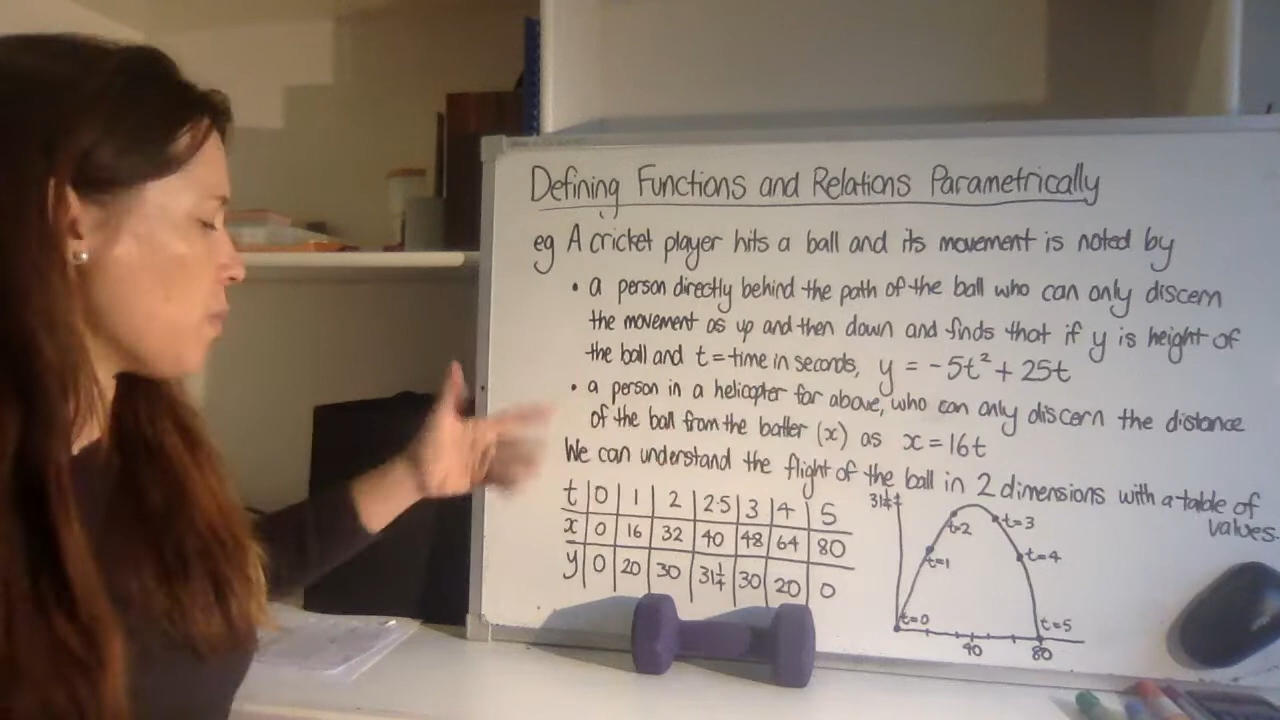 Defining Functions and Relations Parametrically
eg A cricket player hits a ball and its movement is noted by
• a person directly behind the path of the ball who can only discern
the movement as up and then down and finds that if y is height of
the ball and t = time in seconds, y = -5t² + 25t
• a person in a helicopter far above, who can only discern the distance
of the ball from the batter (x) as x = 16t
We can understand the flight of the ball in 2 dimensions with a table of
values.
t 0 1 2 2.5 3 4 5
x 0 16 32 40 48 64 80
y 0 20 30 31¼ 30 20 0
31¼
t=2
t=3
t=1
t=4
t=0
t=5
40
80